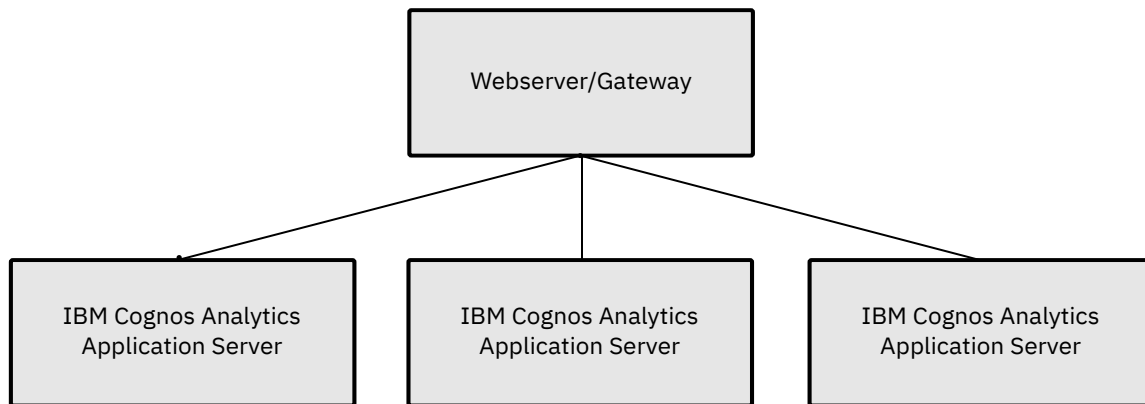 Webserver/Gateway
IBM Cognos Analytics
Application Server
IBM Cognos Analytics
Application Server
IBM Cognos Analytics
Application Server